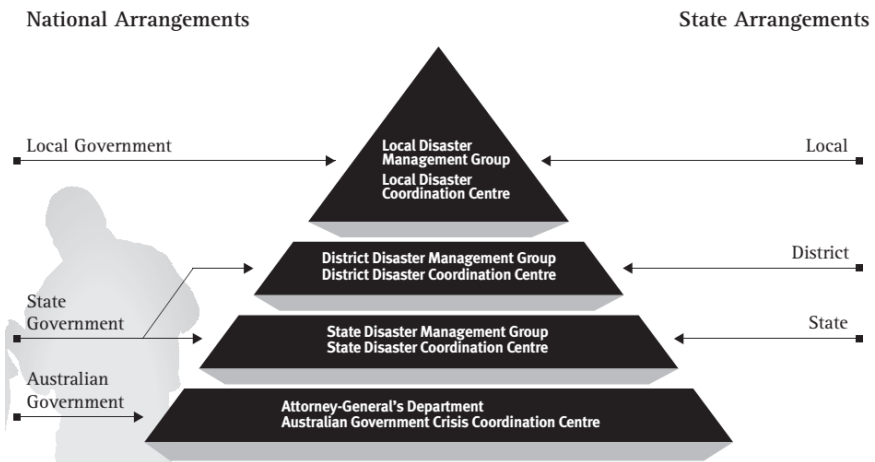 National Arrangements
State Arrangements
Local Government
Local Disaster
Management Group
Local Disaster
Coordination Centre
Local
District Disaster Management Group
District Disaster Coordination Centre
District
State
Government
State Disaster Management Group
State Disaster Coordination Centre
State
Australian
Government
Attorney-General's Department
Australian Government Crisis Coordination Centre